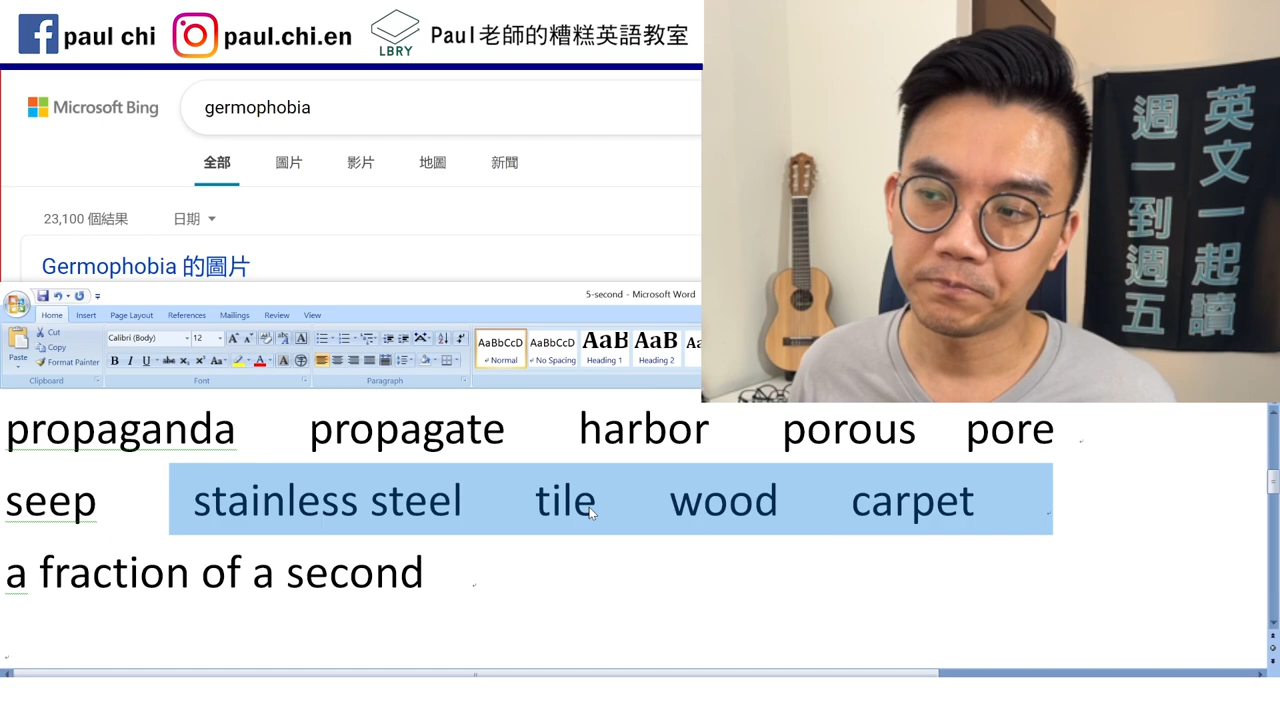 paul chi paul.chi.en LBRY Paul老師的糟糕英語教室
Microsoft Bing germophobia
全部 圖片 影片 地圖 新聞
23,100 個結果 日期
Germophobia 的圖片
5-second - Microsoft Word
Home Insert Page Layout References Mailings Review View
Paste Cut Copy Format Painter
Calibri (Body) 12
AaBbCcD AaBbCcD AaB AaB
Normal No Spacing Heading 1 Heading 2
Clipboard Font Paragraph
propaganda propagate harbor porous pore
seep stainless steel tile wood carpet
a fraction of a second
英文一起讀
週一到週五